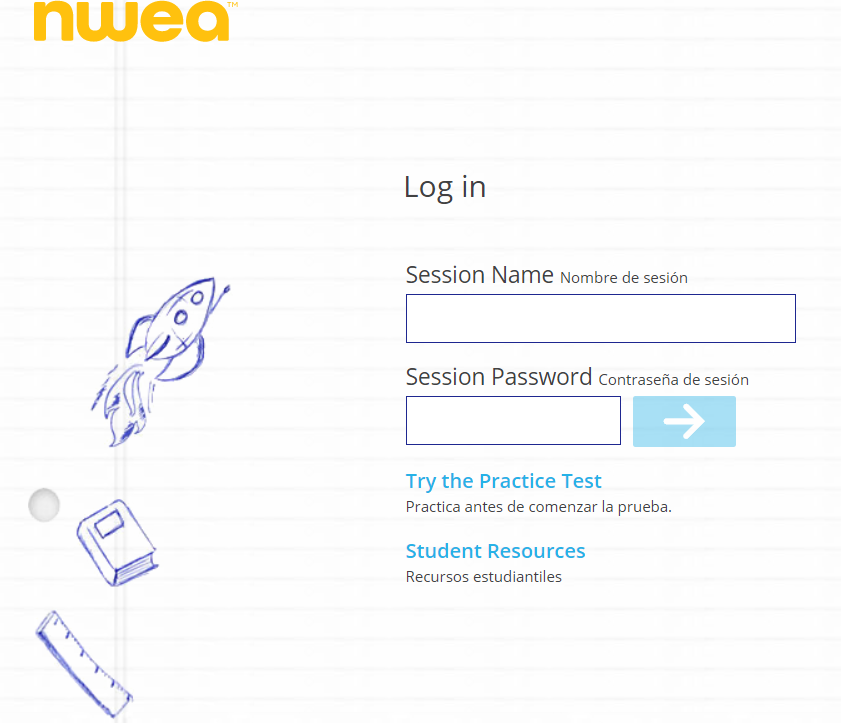 nwea™
Log in
Session Name Nombre de sesión
Session Password Contraseña de sesión
Try the Practice Test
Practica antes de comenzar la prueba.
Student Resources
Recursos estudiantiles